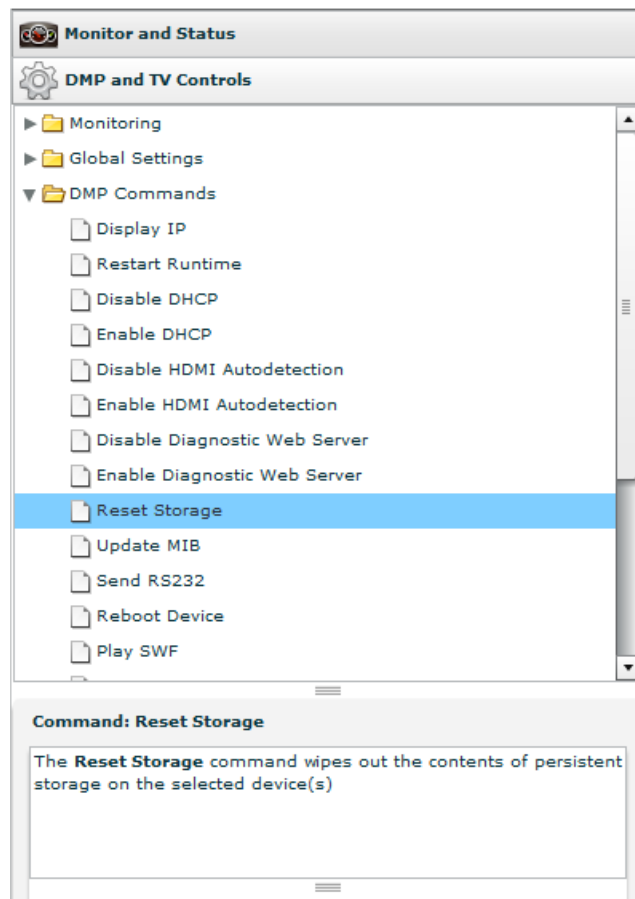 Monitor and Status
DMP and TV Controls
Monitoring
Global Settings
DMP Commands
Display IP
Restart Runtime
Disable DHCP
Enable DHCP
Disable HDMI Autodetection
Enable HDMI Autodetection
Disable Diagnostic Web Server
Enable Diagnostic Web Server
Reset Storage
Update MIB
Send RS232
Reboot Device
Play SWF
Command: Reset Storage
The Reset Storage command wipes out the contents of persistent
storage on the selected device(s)